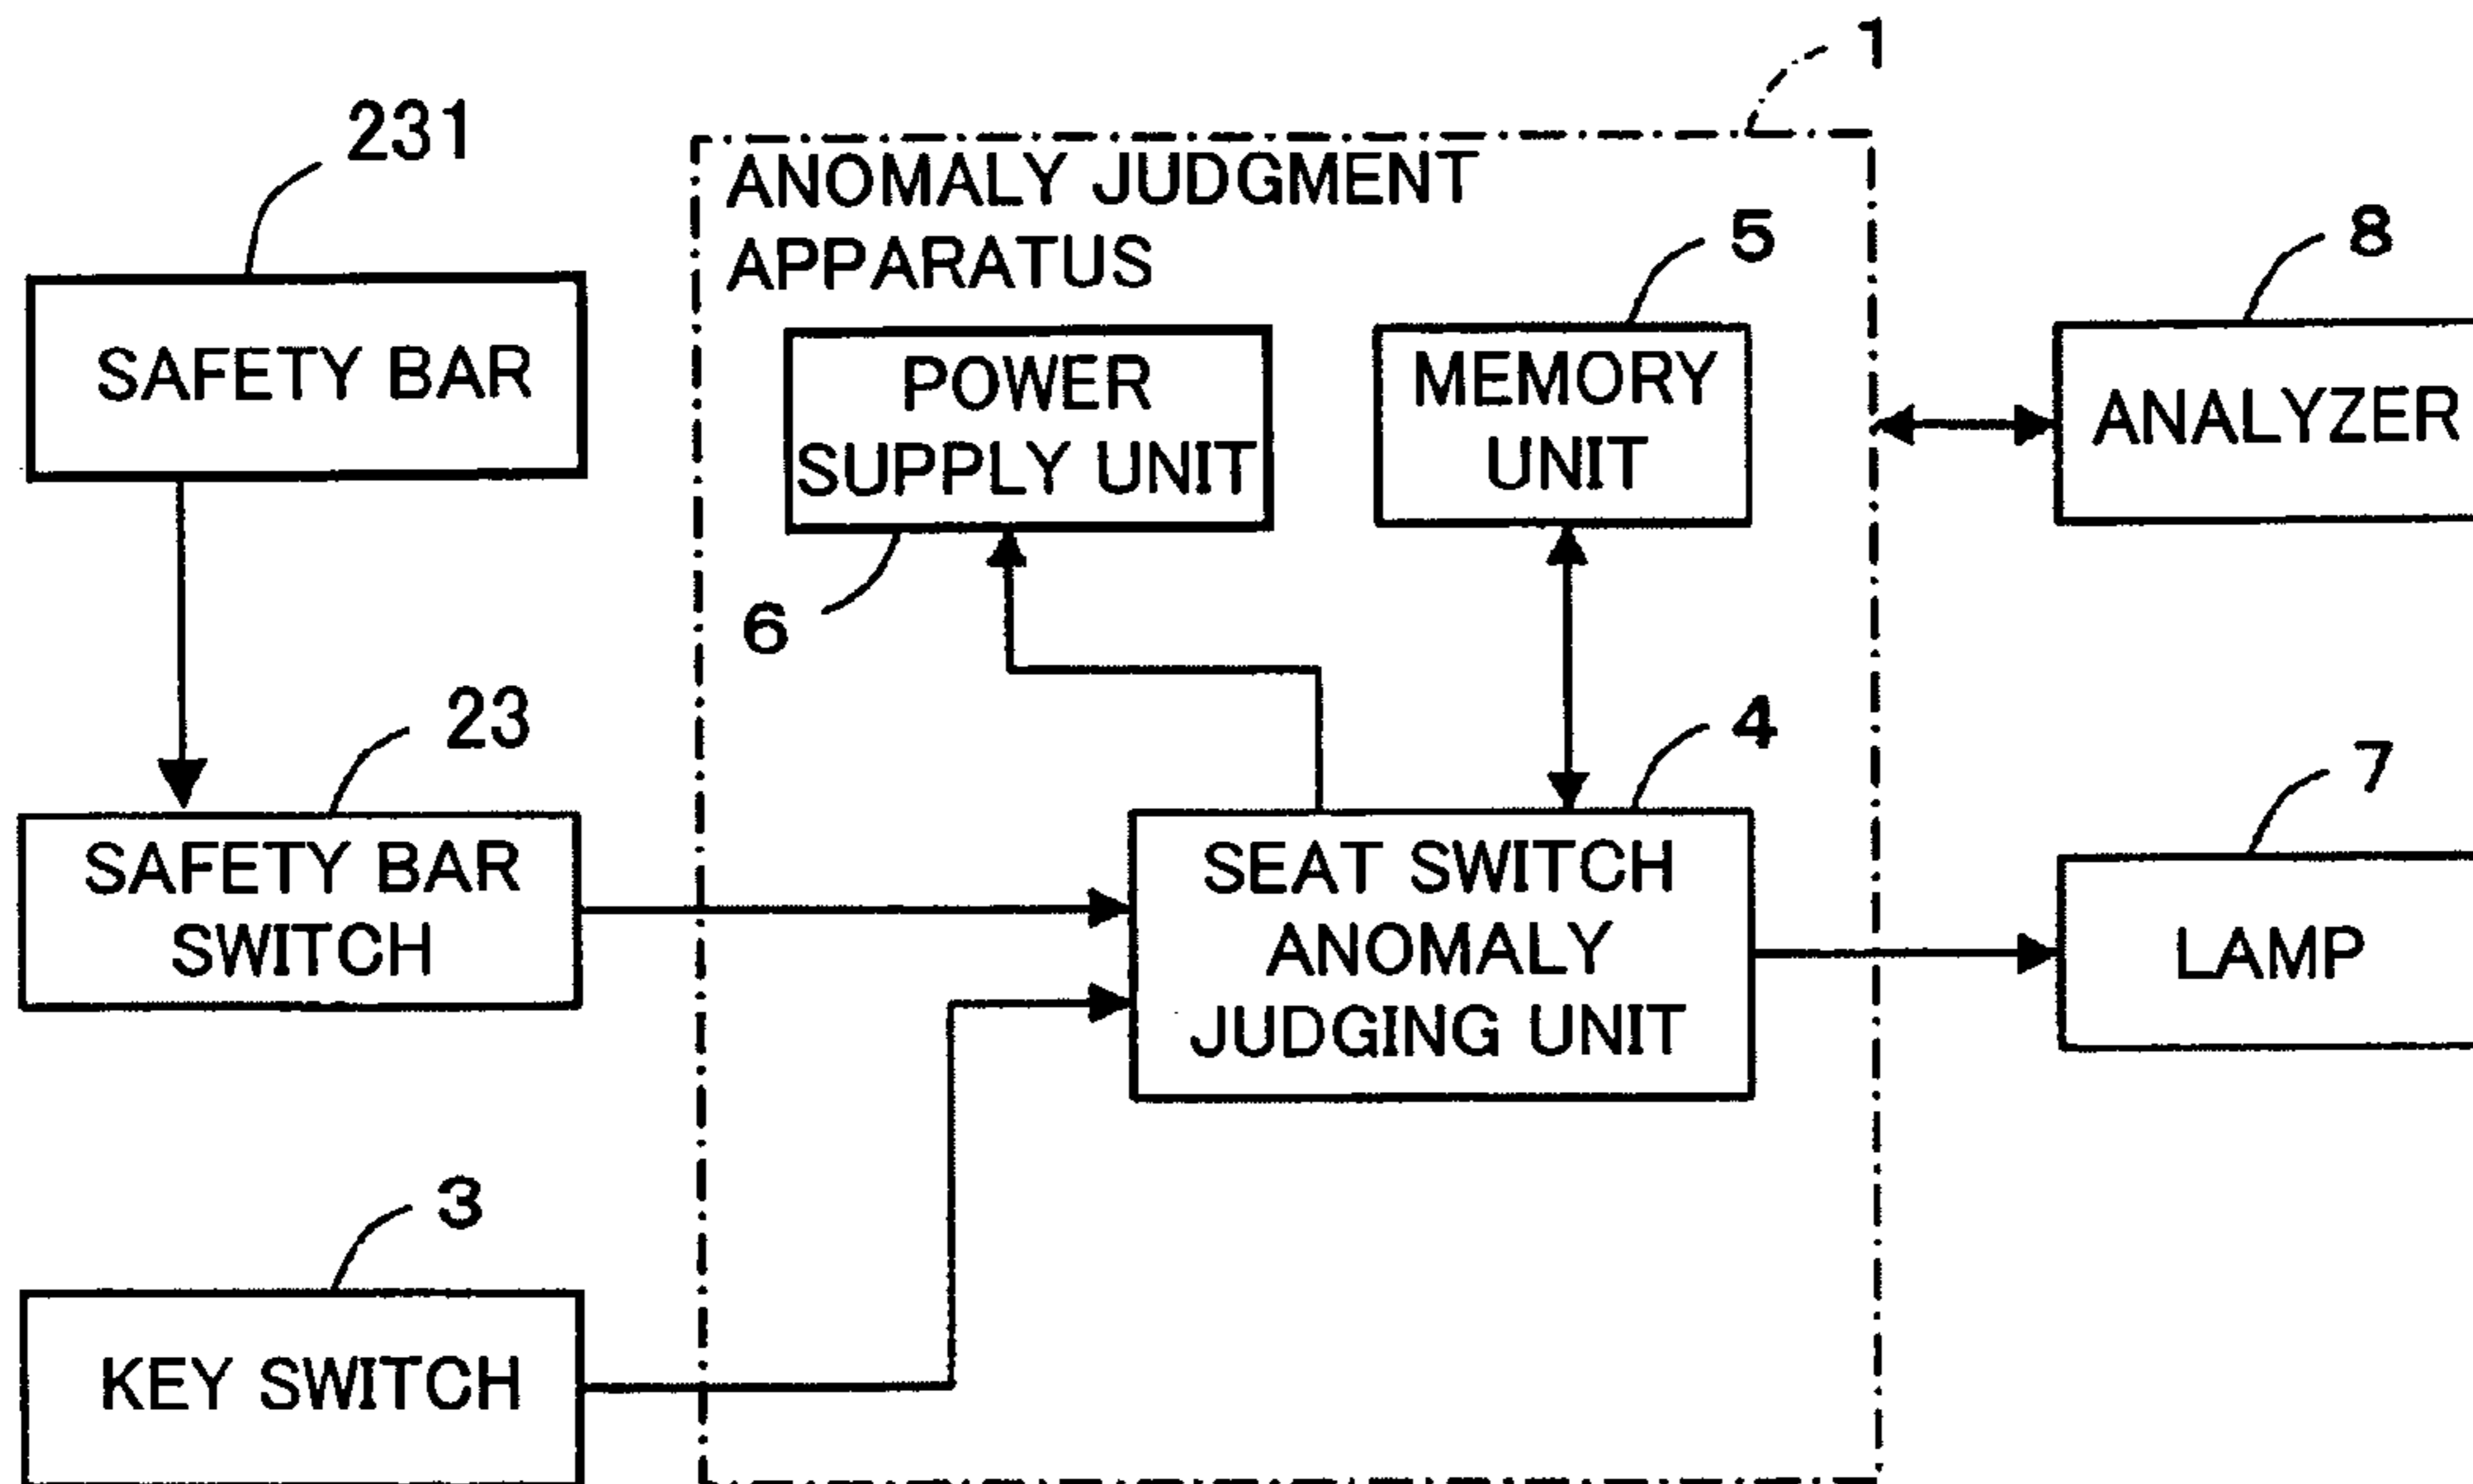 1
231
ANOMALY JUDGMENT
APPARATUS
5
8
SAFETY BAR
POWER
SUPPLY UNIT
MEMORY
UNIT
ANALYZER
6
23
4
7
SAFETY BAR
SWITCH
SEAT SWITCH
ANOMALY
JUDGING UNIT
LAMP
3
KEY SWITCH